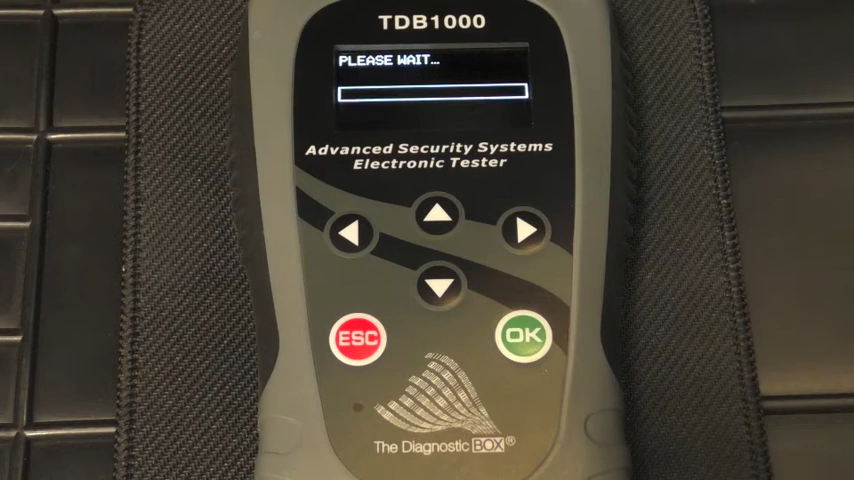 TDB1000
PLEASE WAIT...
Advanced Security Systems
Electronic Tester
ESC
OK
The Diagnostic BOX®